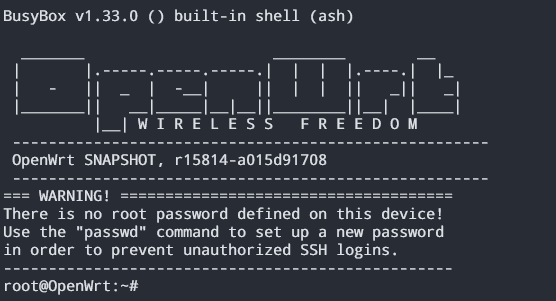 BusyBox v1.33.0 () built-in shell (ash)
OpenWrt
W I R E L E S S   F R E E D O M
-----------------------------------------------------
OpenWrt SNAPSHOT, r15814-a015d91708
-----------------------------------------------------
=== WARNING! =====================================
There is no root password defined on this device!
Use the "passwd" command to set up a new password
in order to prevent unauthorized SSH logins.
--------------------------------------------------
root@OpenWrt:~#